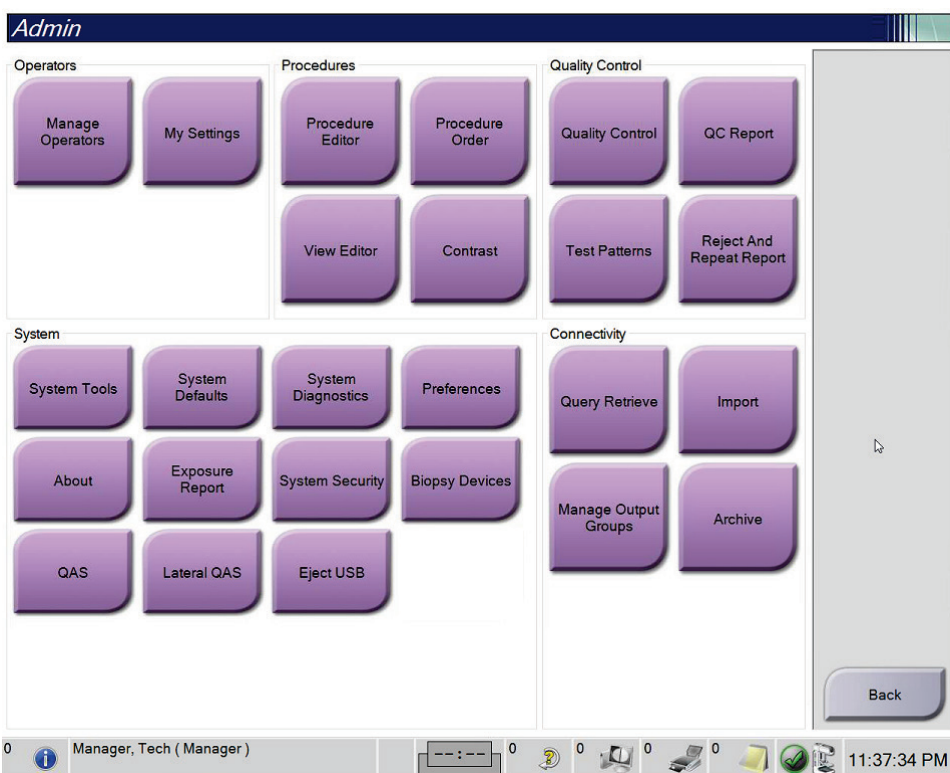 Admin
Operators
Manage
Operators
My Settings
Procedures
Procedure
Editor
Procedure
Order
View Editor
Contrast
Quality Control
Quality Control
QC Report
Test Patterns
Reject And
Repeat Report
System
System Tools
System
Defaults
System
Diagnostics
Preferences
About
Exposure
Report
System Security
Biopsy Devices
QAS
Lateral QAS
Eject USB
Connectivity
Query Retrieve
Import
Manage Output
Groups
Archive
Back
0
Manager, Tech ( Manager )
--:--
0
0
0
0
11:37:34 PM